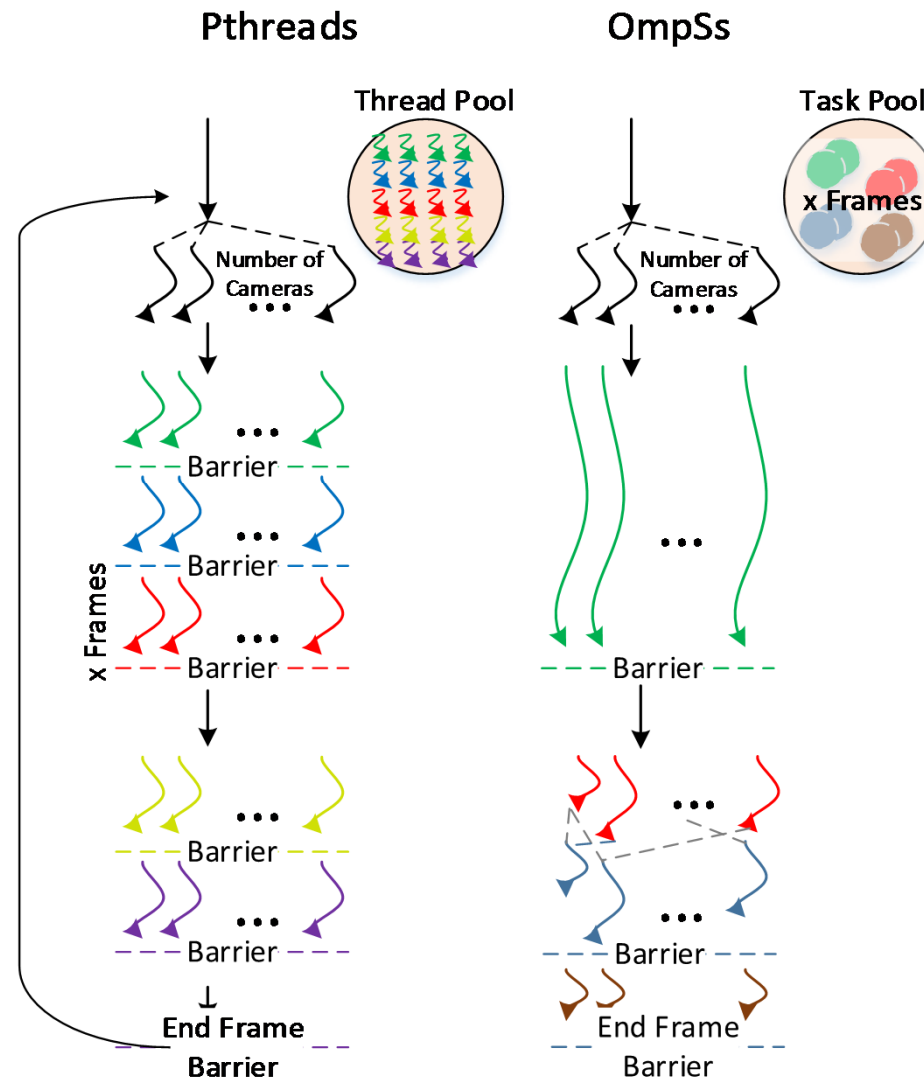 Pthreads
Thread Pool
Number of
Cameras
Barrier
Barrier
x Frames
Barrier
Barrier
Barrier
End Frame
Barrier
OmpSs
Task Pool
x Frames
Number of
Cameras
Barrier
Barrier
End Frame
Barrier